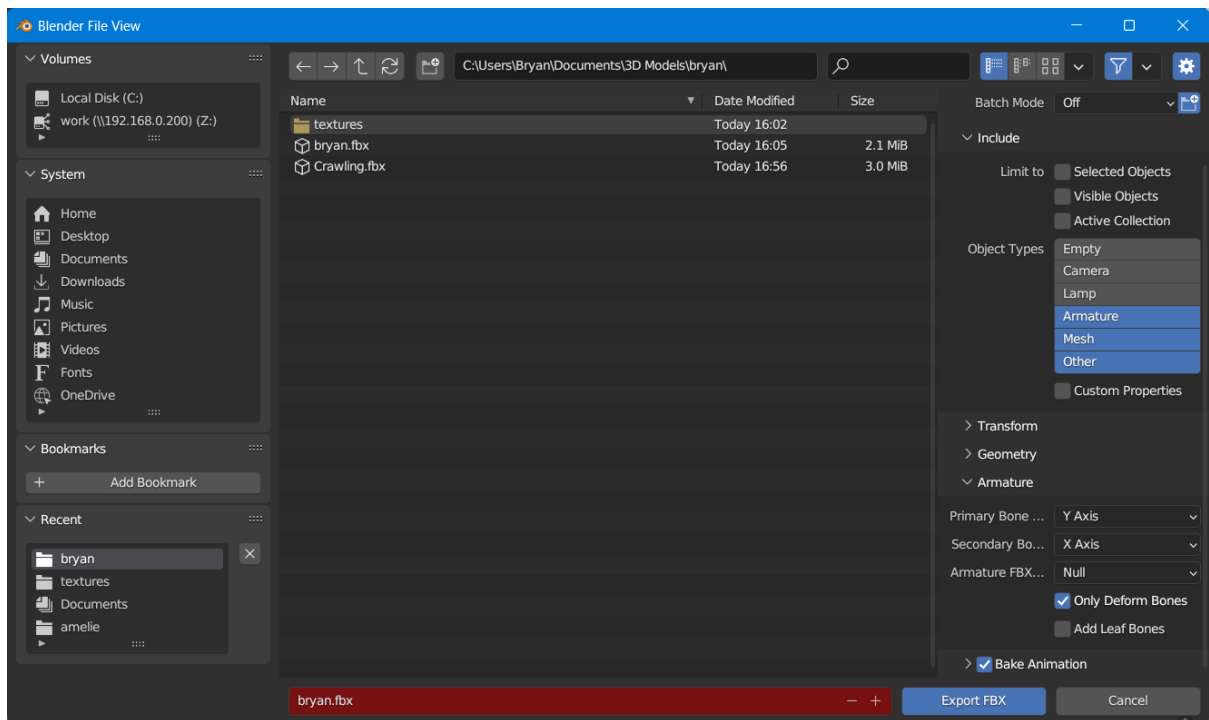 Blender File View
Volumes
Local Disk (C:)
work (\\192.168.0.200) (Z:)
System
Home
Desktop
Documents
Downloads
Music
Pictures
Videos
Fonts
OneDrive
Bookmarks
Add Bookmark
Recent
bryan
textures
Documents
amelie
C:\Users\Bryan\Documents\3D Models\bryan\
Name Date Modified Size
textures Today 16:02
bryan.fbx Today 16:05 2.1 MiB
Crawling.fbx Today 16:56 3.0 MiB
bryan.fbx
Batch Mode Off
Include
Limit to Selected Objects
Visible Objects
Active Collection
Object Types Empty
Camera
Lamp
Armature
Mesh
Other
Custom Properties
Transform
Geometry
Armature
Primary Bone ... Y Axis
Secondary Bo... X Axis
Armature FBX... Null
Only Deform Bones
Add Leaf Bones
Bake Animation
Export FBX Cancel